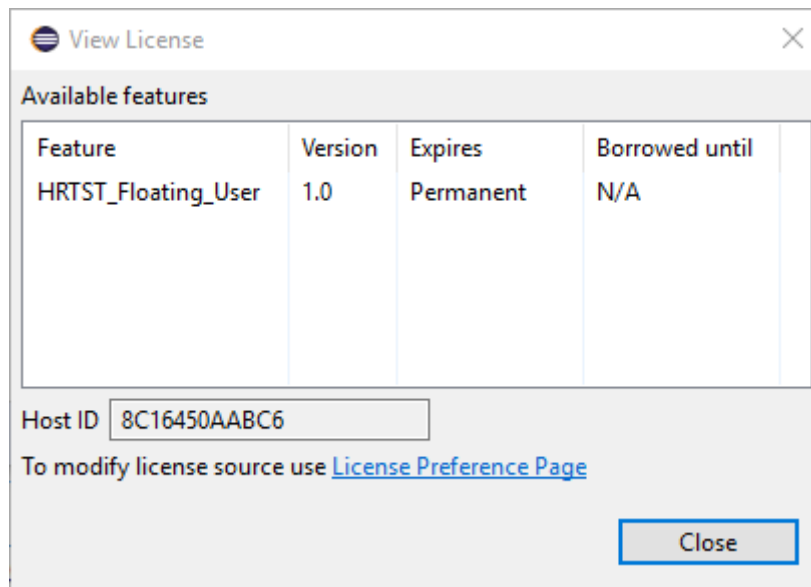 View License
Available features
Feature Version Expires Borrowed until
HRTST_Floating_User 1.0 Permanent N/A
Host ID 8C16450AABC6
To modify license source use License Preference Page
Close